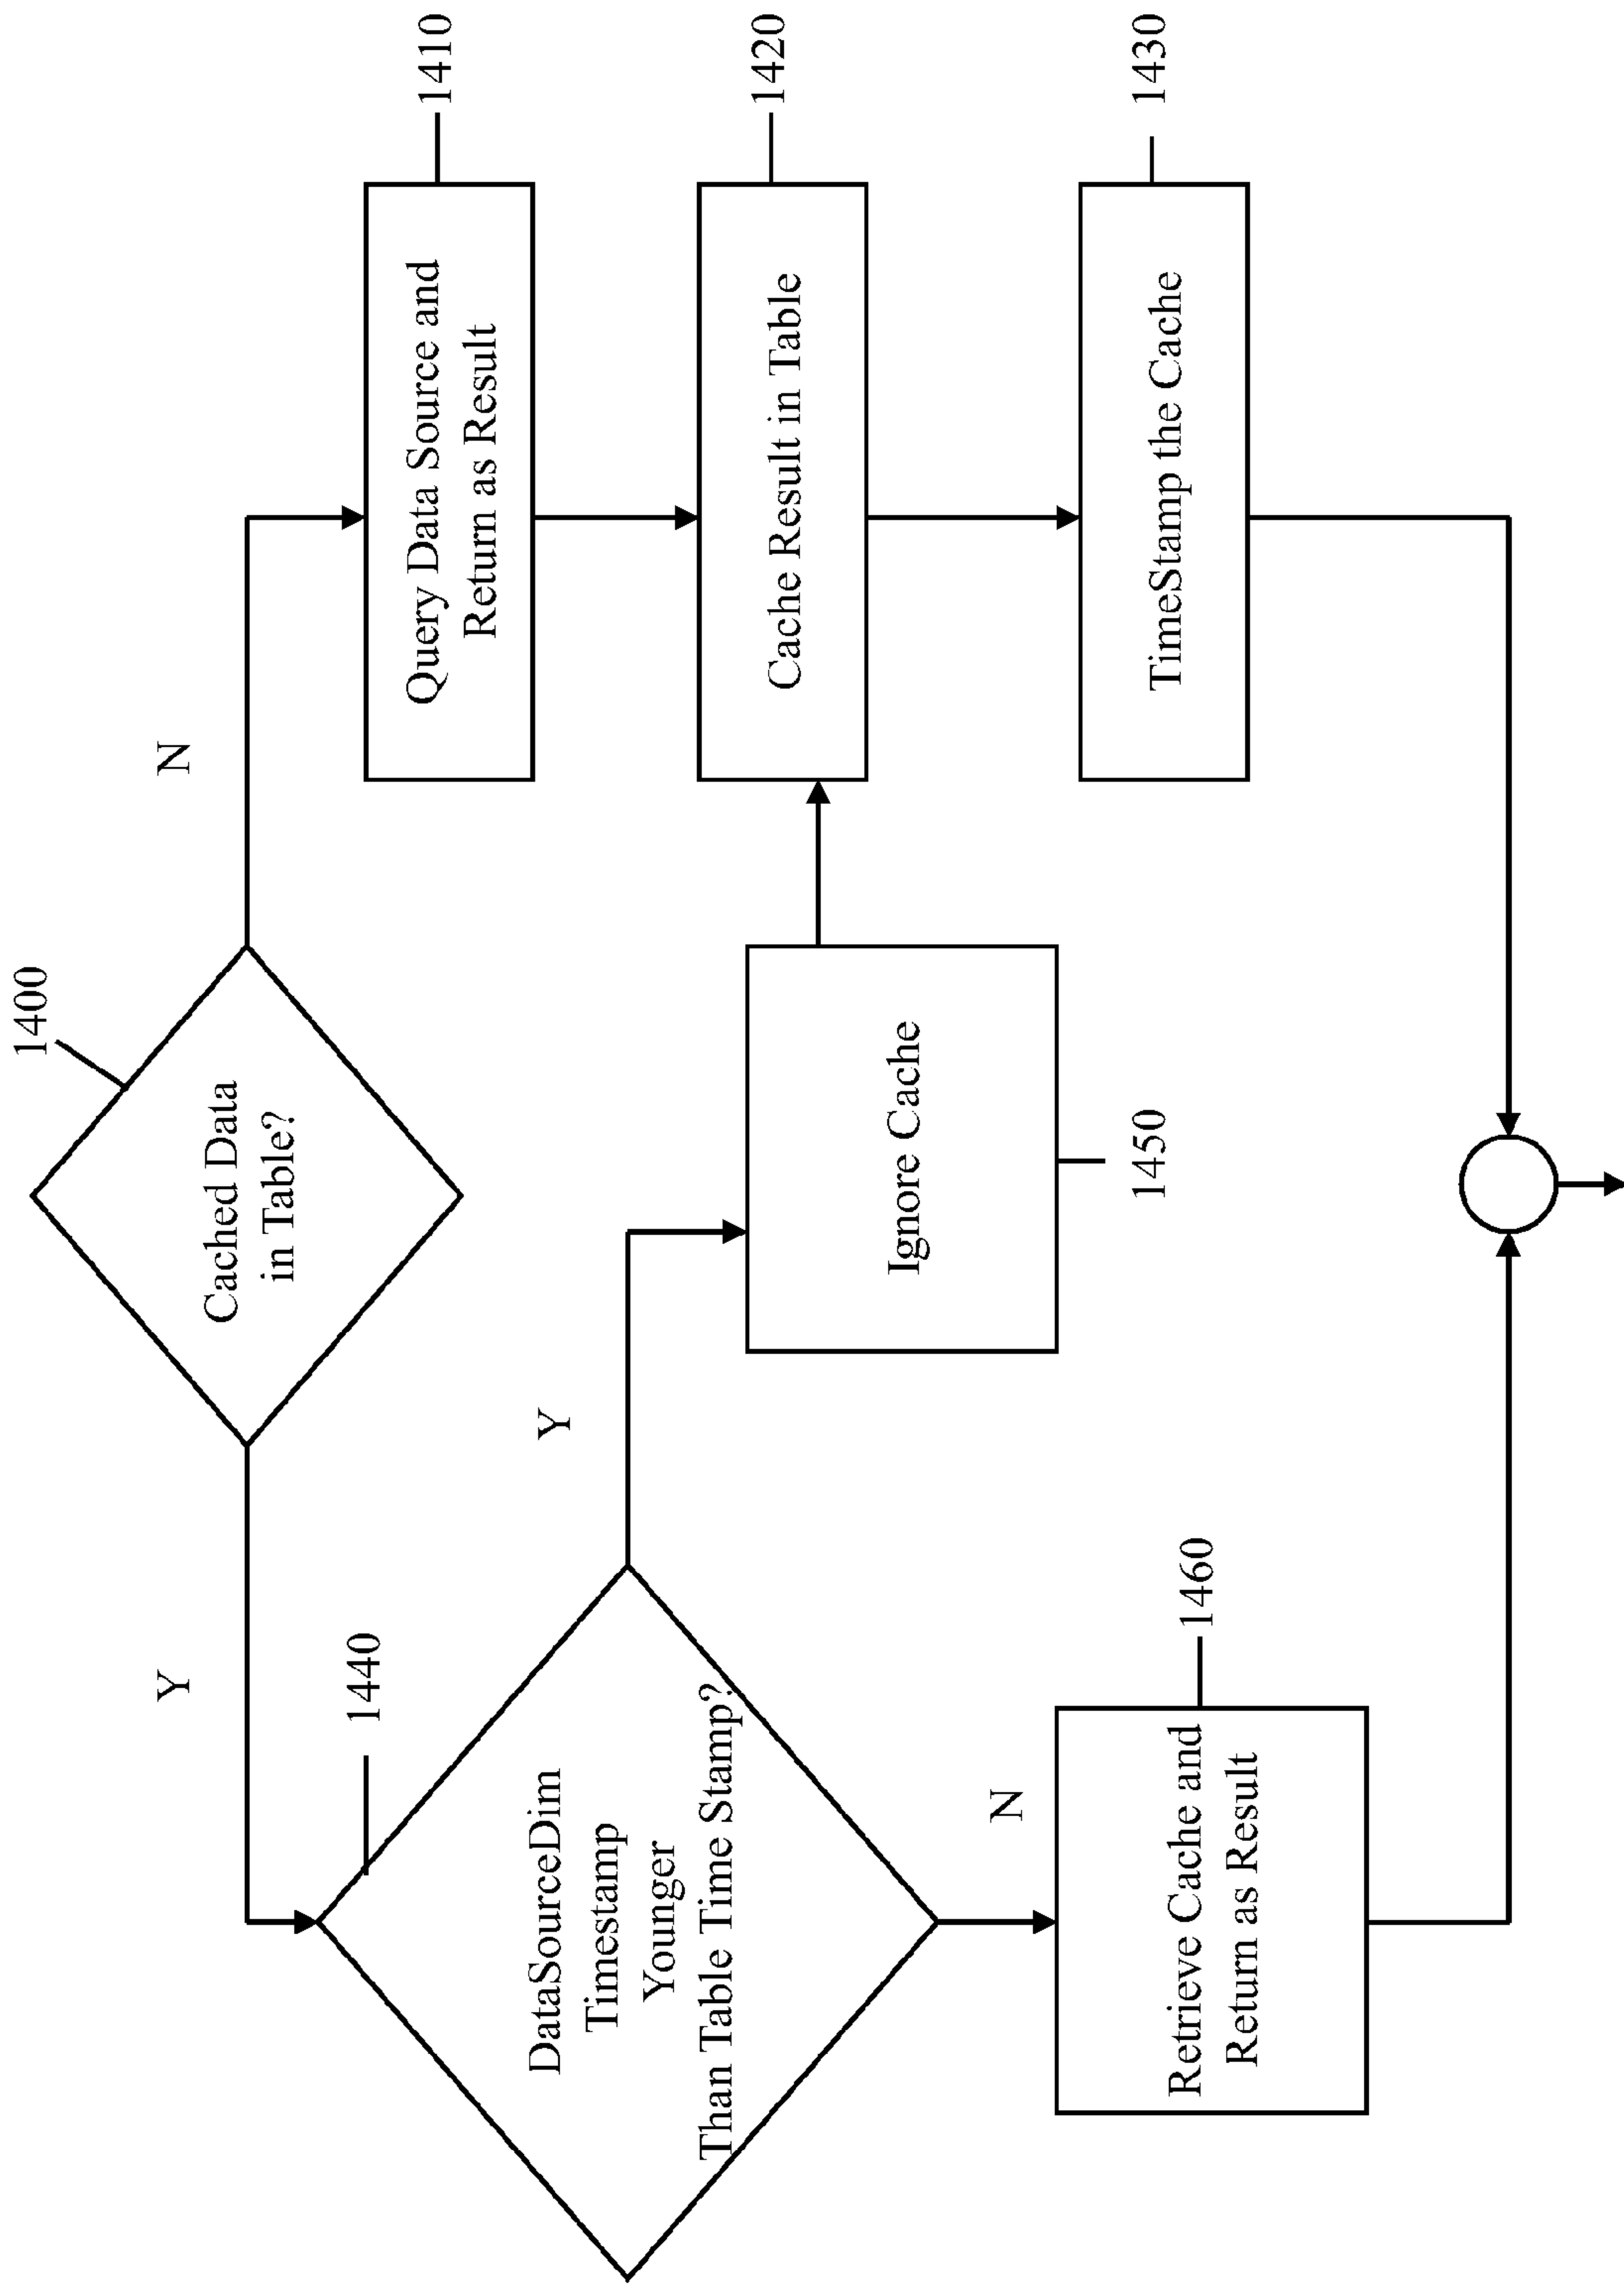 1400
Cached Data
in Table?
Y
N
1440
DataSourceDim
Timestamp
Younger
Than Table Time Stamp?
Y
N
Query Data Source and
Return as Result
1410
Ignore Cache
1450
Cache Result in Table
1420
Retrieve Cache and
Return as Result
1460
TimeStamp the Cache
1430